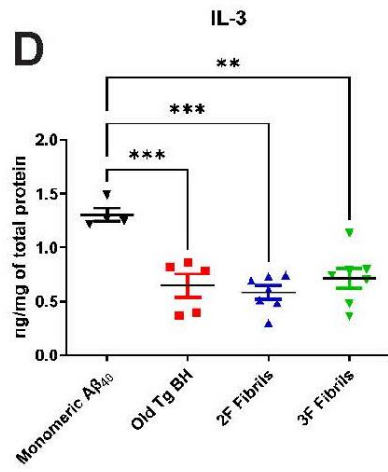 IL-3
D
**
***
***
2.0
1.5
1.0
0.5
0.0
ng/mg of total protein
Monomeric Aβ₄₀
Old Tg BH
2F Fibrils
3F Fibrils